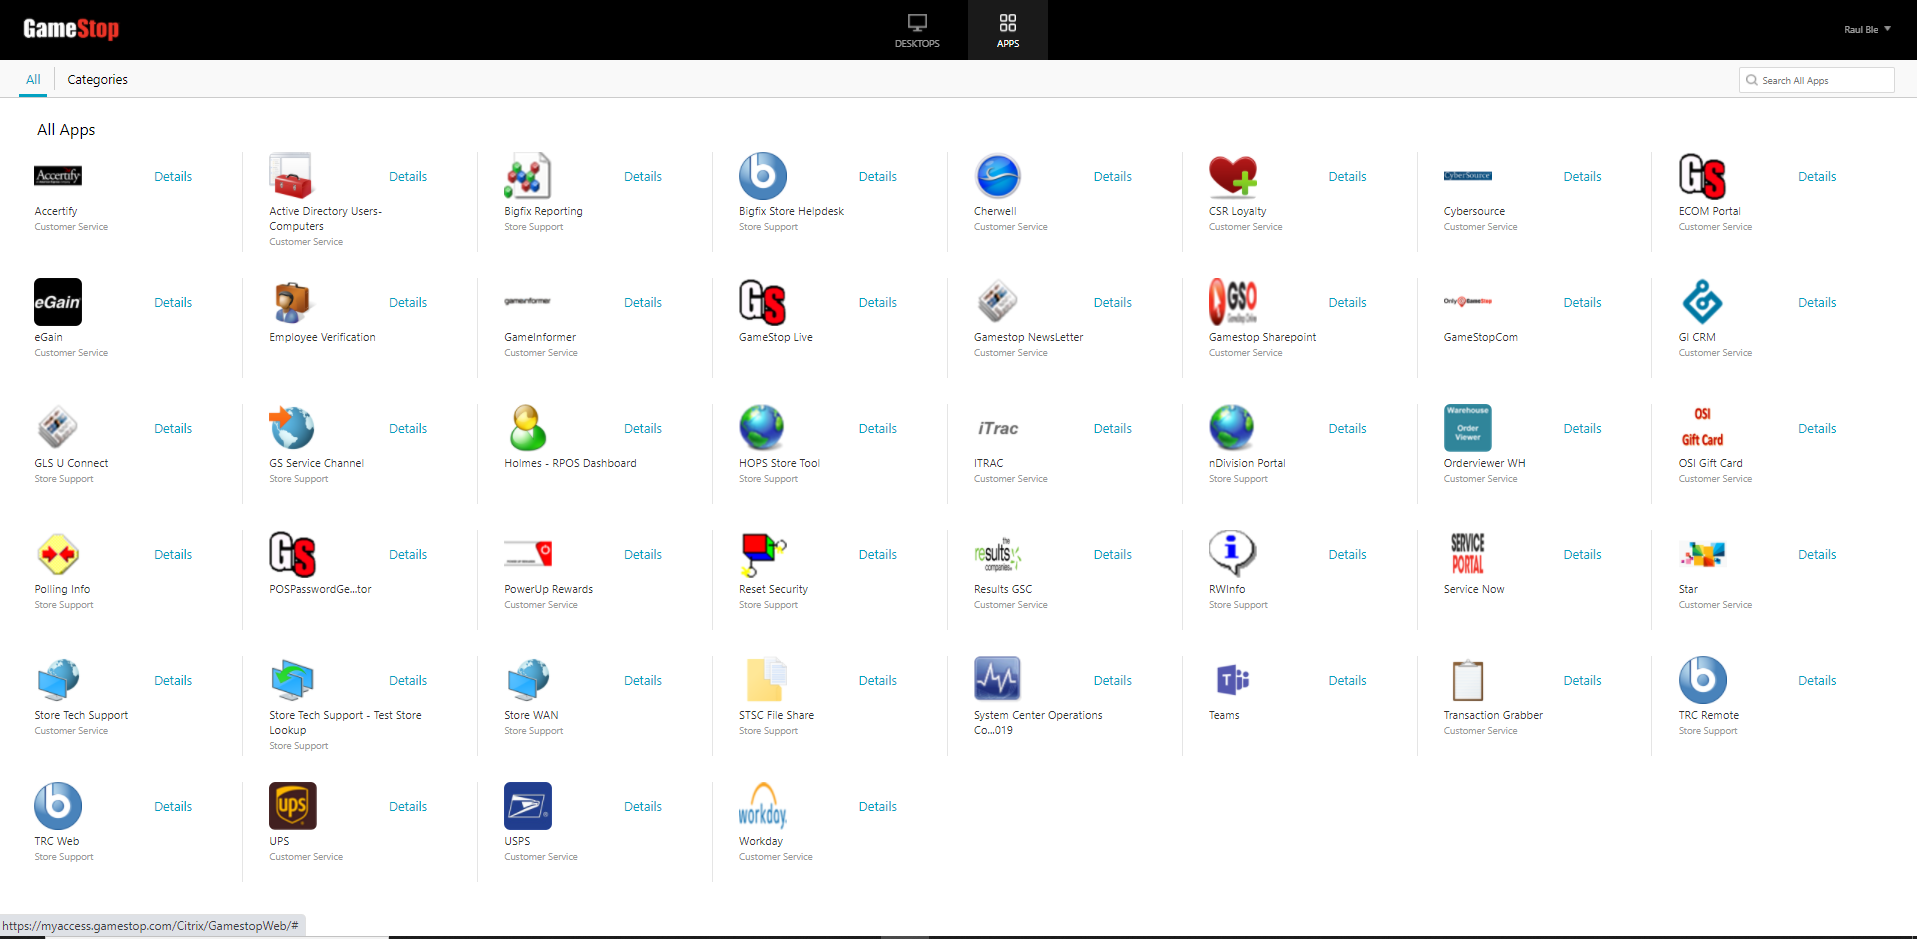 GameStop
DESKTOPS
APPS
Raul Ble
All
Categories
Search All Apps
All Apps
Accertify
Details
Accertify
Customer Service
Details
Active Directory Users-
Computers
Customer Service
Details
Bigfix Reporting
Store Support
b
Details
Bigfix Store Helpdesk
Store Support
Details
Cherwell
Customer Service
Details
CSR Loyalty
Customer Service
CyberSource
Details
Cybersource
Customer Service
GS
Details
ECOM Portal
Customer Service
eGain
Details
eGain
Customer Service
Details
Employee Verification
gameinformer
Details
GameInformer
Customer Service
GS
Details
GameStop Live
Details
Gamestop NewsLetter
Customer Service
GSO
GameStop Online
Details
Gamestop Sharepoint
Customer Service
Only@GameStop
Details
GameStopCom
Details
GI CRM
Customer Service
Details
GLS U Connect
Store Support
Details
GS Service Channel
Store Support
Details
Holmes - RPOS Dashboard
Details
HOPS Store Tool
Store Support
iTrac
Details
ITRAC
Customer Service
Details
nDivision Portal
Store Support
Warehouse
Order
Viewer
Details
Orderviewer WH
Customer Service
OSI
Gift Card
Details
OSI Gift Card
Customer Service
Details
Polling Info
Store Support
GS
Details
POSPasswordGe...tor
Details
PowerUp Rewards
Customer Service
Details
Reset Security
Store Support
the
results
companies
Details
Results GSC
Customer Service
i
Details
RWInfo
Store Support
SERVICE
PORTAL
Details
Service Now
Details
Star
Customer Service
Details
Store Tech Support
Customer Service
Details
Store Tech Support - Test Store
Lookup
Store Support
Details
Store WAN
Store Support
Details
STSC File Share
Store Support
Details
System Center Operations
Co...019
T
Details
Teams
Details
Transaction Grabber
Customer Service
b
Details
TRC Remote
Store Support
b
Details
TRC Web
Store Support
ups
Details
UPS
Customer Service
Details
USPS
Customer Service
workday.
Details
Workday
Customer Service
https://myaccess.gamestop.com/Citrix/GamestopWeb/#